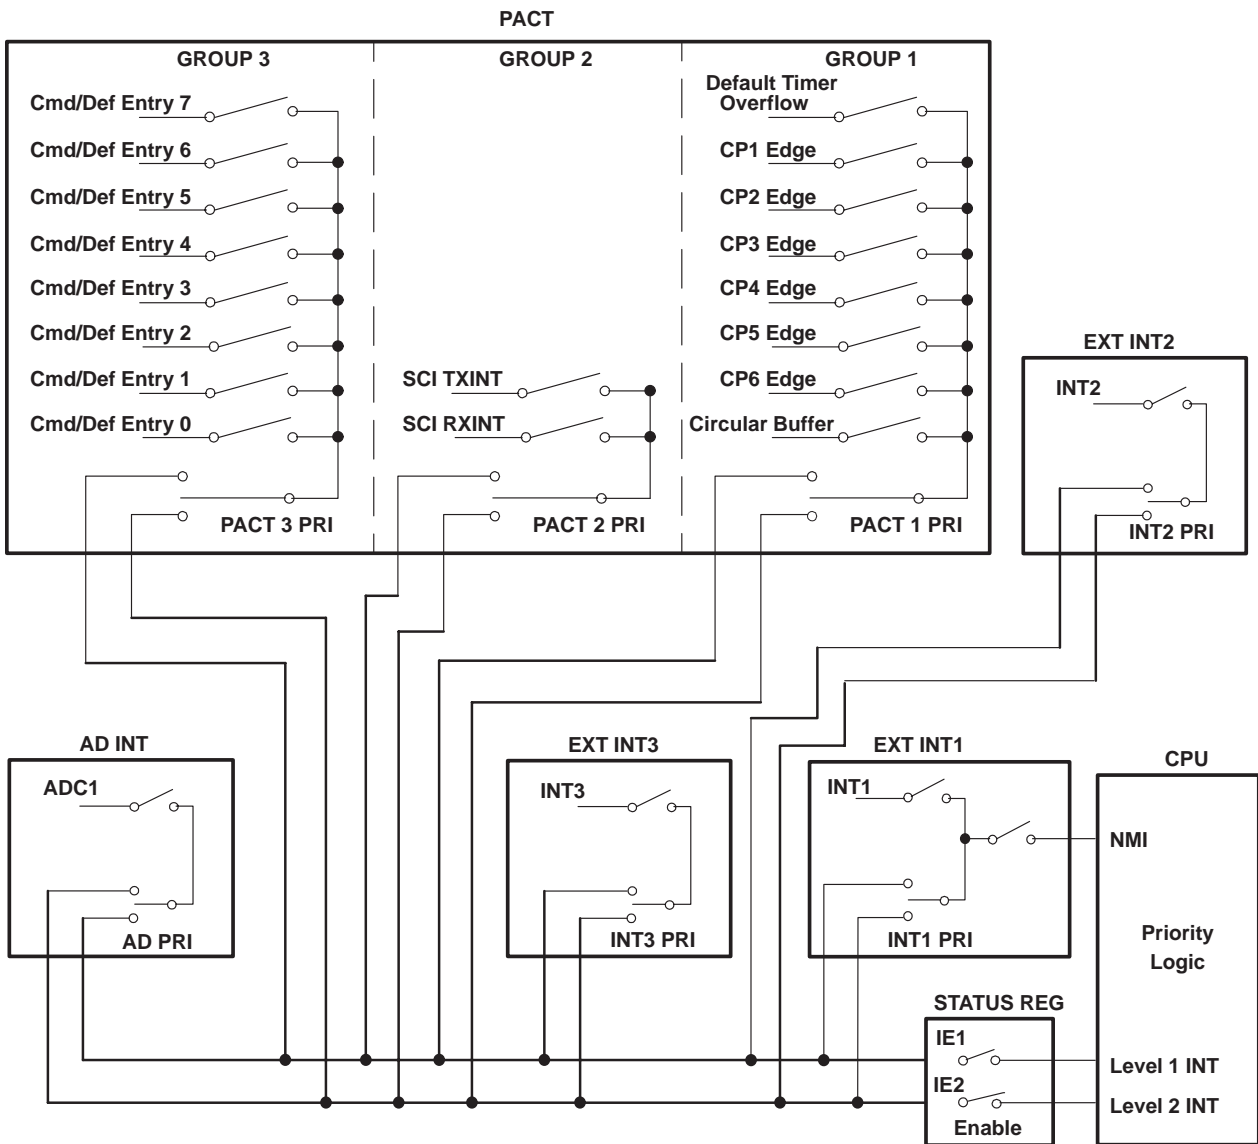 PACT
GROUP 3
GROUP 2
GROUP 1
Cmd/Def Entry 7
Cmd/Def Entry 6
Cmd/Def Entry 5
Cmd/Def Entry 4
Cmd/Def Entry 3
Cmd/Def Entry 2
Cmd/Def Entry 1
Cmd/Def Entry 0
PACT 3 PRI
SCI TXINT
SCI RXINT
PACT 2 PRI
Default Timer
Overflow
CP1 Edge
CP2 Edge
CP3 Edge
CP4 Edge
CP5 Edge
CP6 Edge
Circular Buffer
PACT 1 PRI
EXT INT2
INT2
INT2 PRI
AD INT
ADC1
AD PRI
EXT INT3
INT3
INT3 PRI
EXT INT1
INT1
INT1 PRI
CPU
NMI
Priority
Logic
Level 1 INT
Level 2 INT
STATUS REG
IE1
IE2
Enable